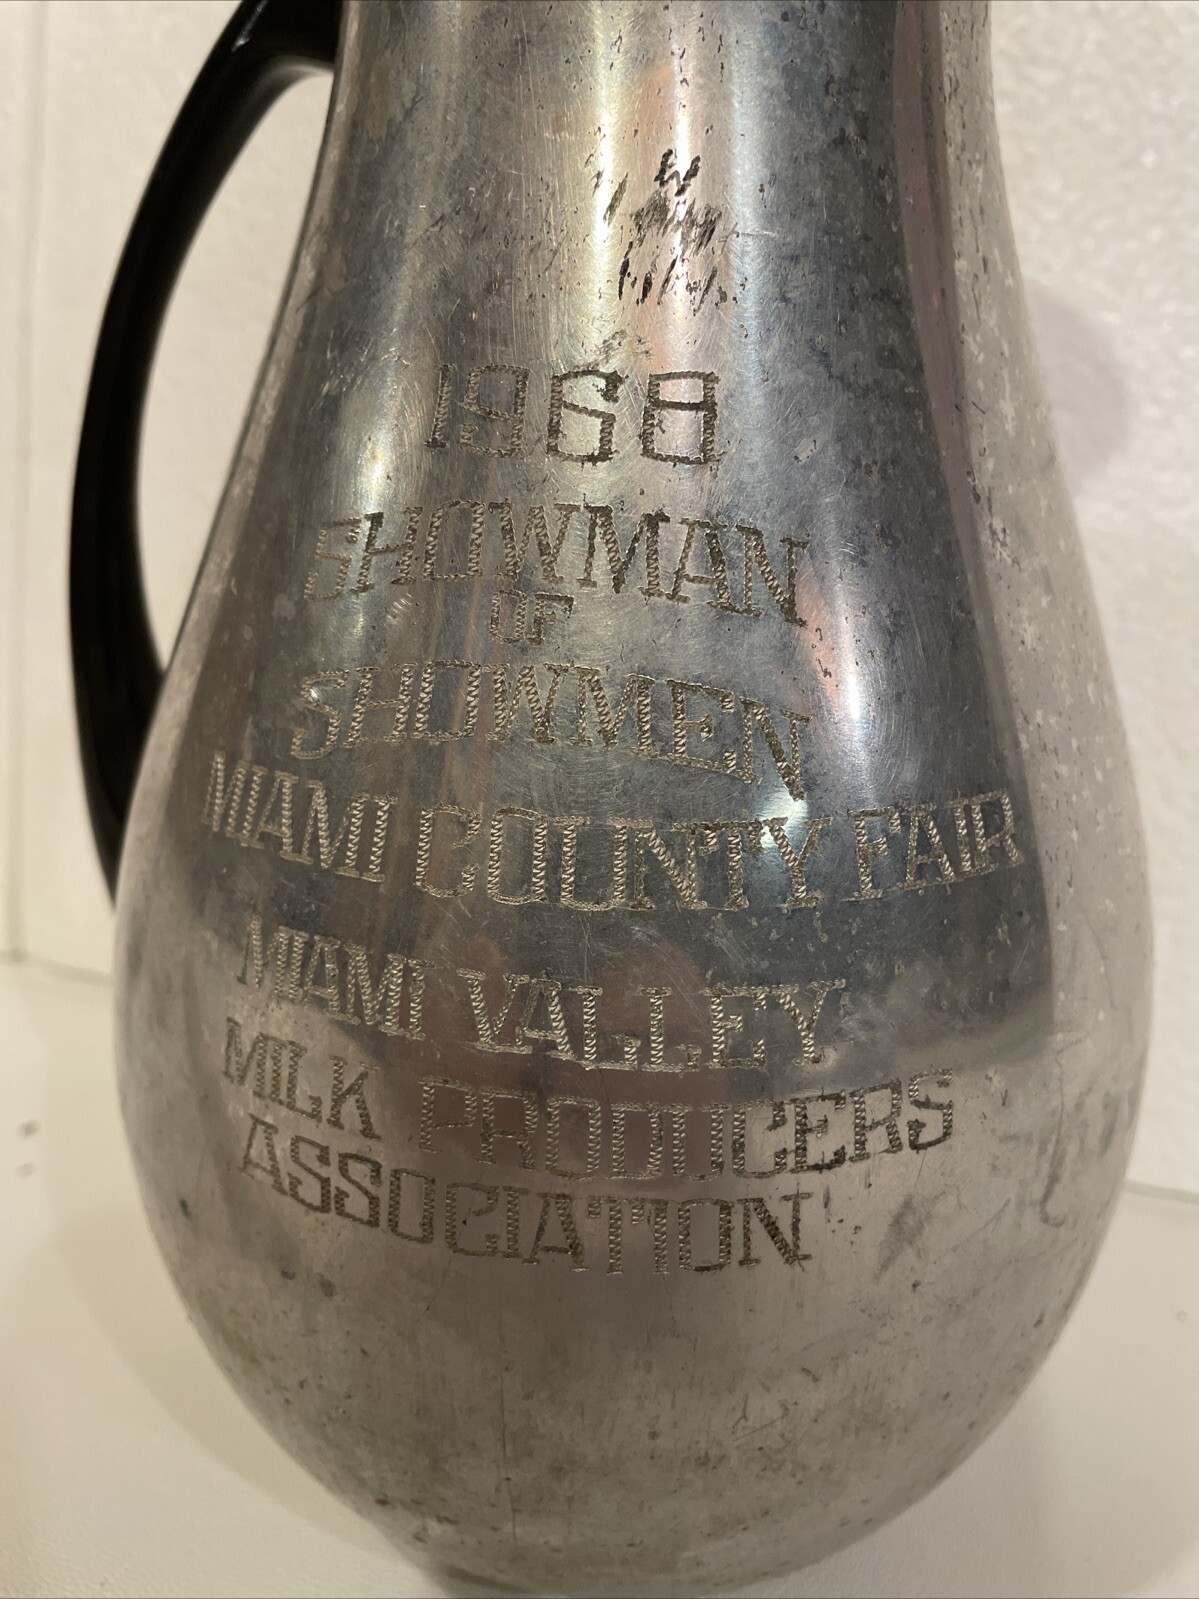 1968
SHOWMAN
OF
SHOWMEN
MIAMI COUNTY FAIR
MIAMI VALLEY
MILK PRODUCERS
ASSOCIATION